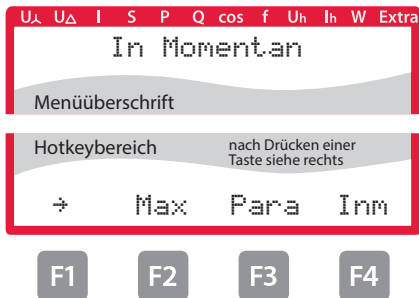 U⅄ U∆ I S P Q cos f Uh Ih W Extra
In Momentan
Menüüberschrift
Hotkeybereich
nach Drücken einer
Taste siehe rechts
→ Max Para Inm
F1 F2 F3 F4